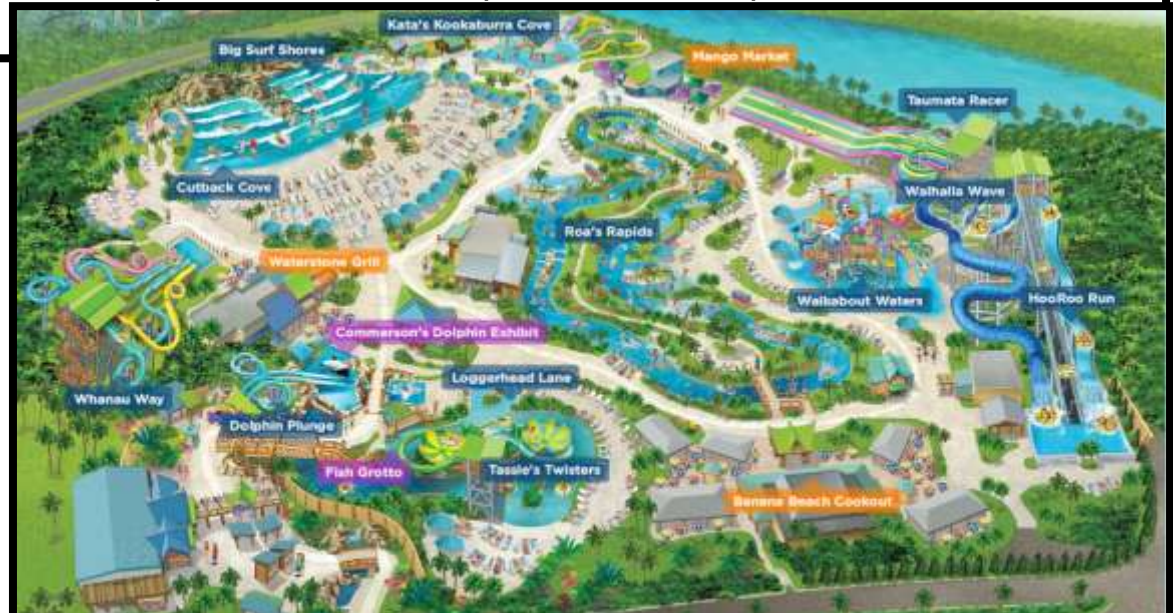 Kata's Kookaburra Cove
Big Surf Shores
Mango Market
Taumata Racer
Cutback Cove
Walhalla Wave
Roa's Rapids
Waterstone Grill
Walkabout Waters
HooRoo Run
Commerson's Dolphin Exhibit
Loggerhead Lane
Whanau Way
Dolphin Plunge
Fish Grotto
Tassie's Twisters
Banana Beach Cookout